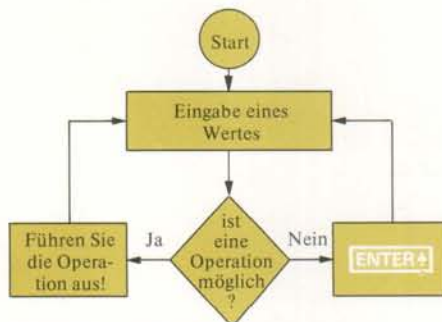 Start
Eingabe eines
Wertes
ist
eine
Operation
möglich
?
Ja
Nein
Führen Sie
die Opera-
tion aus!
ENTER↑